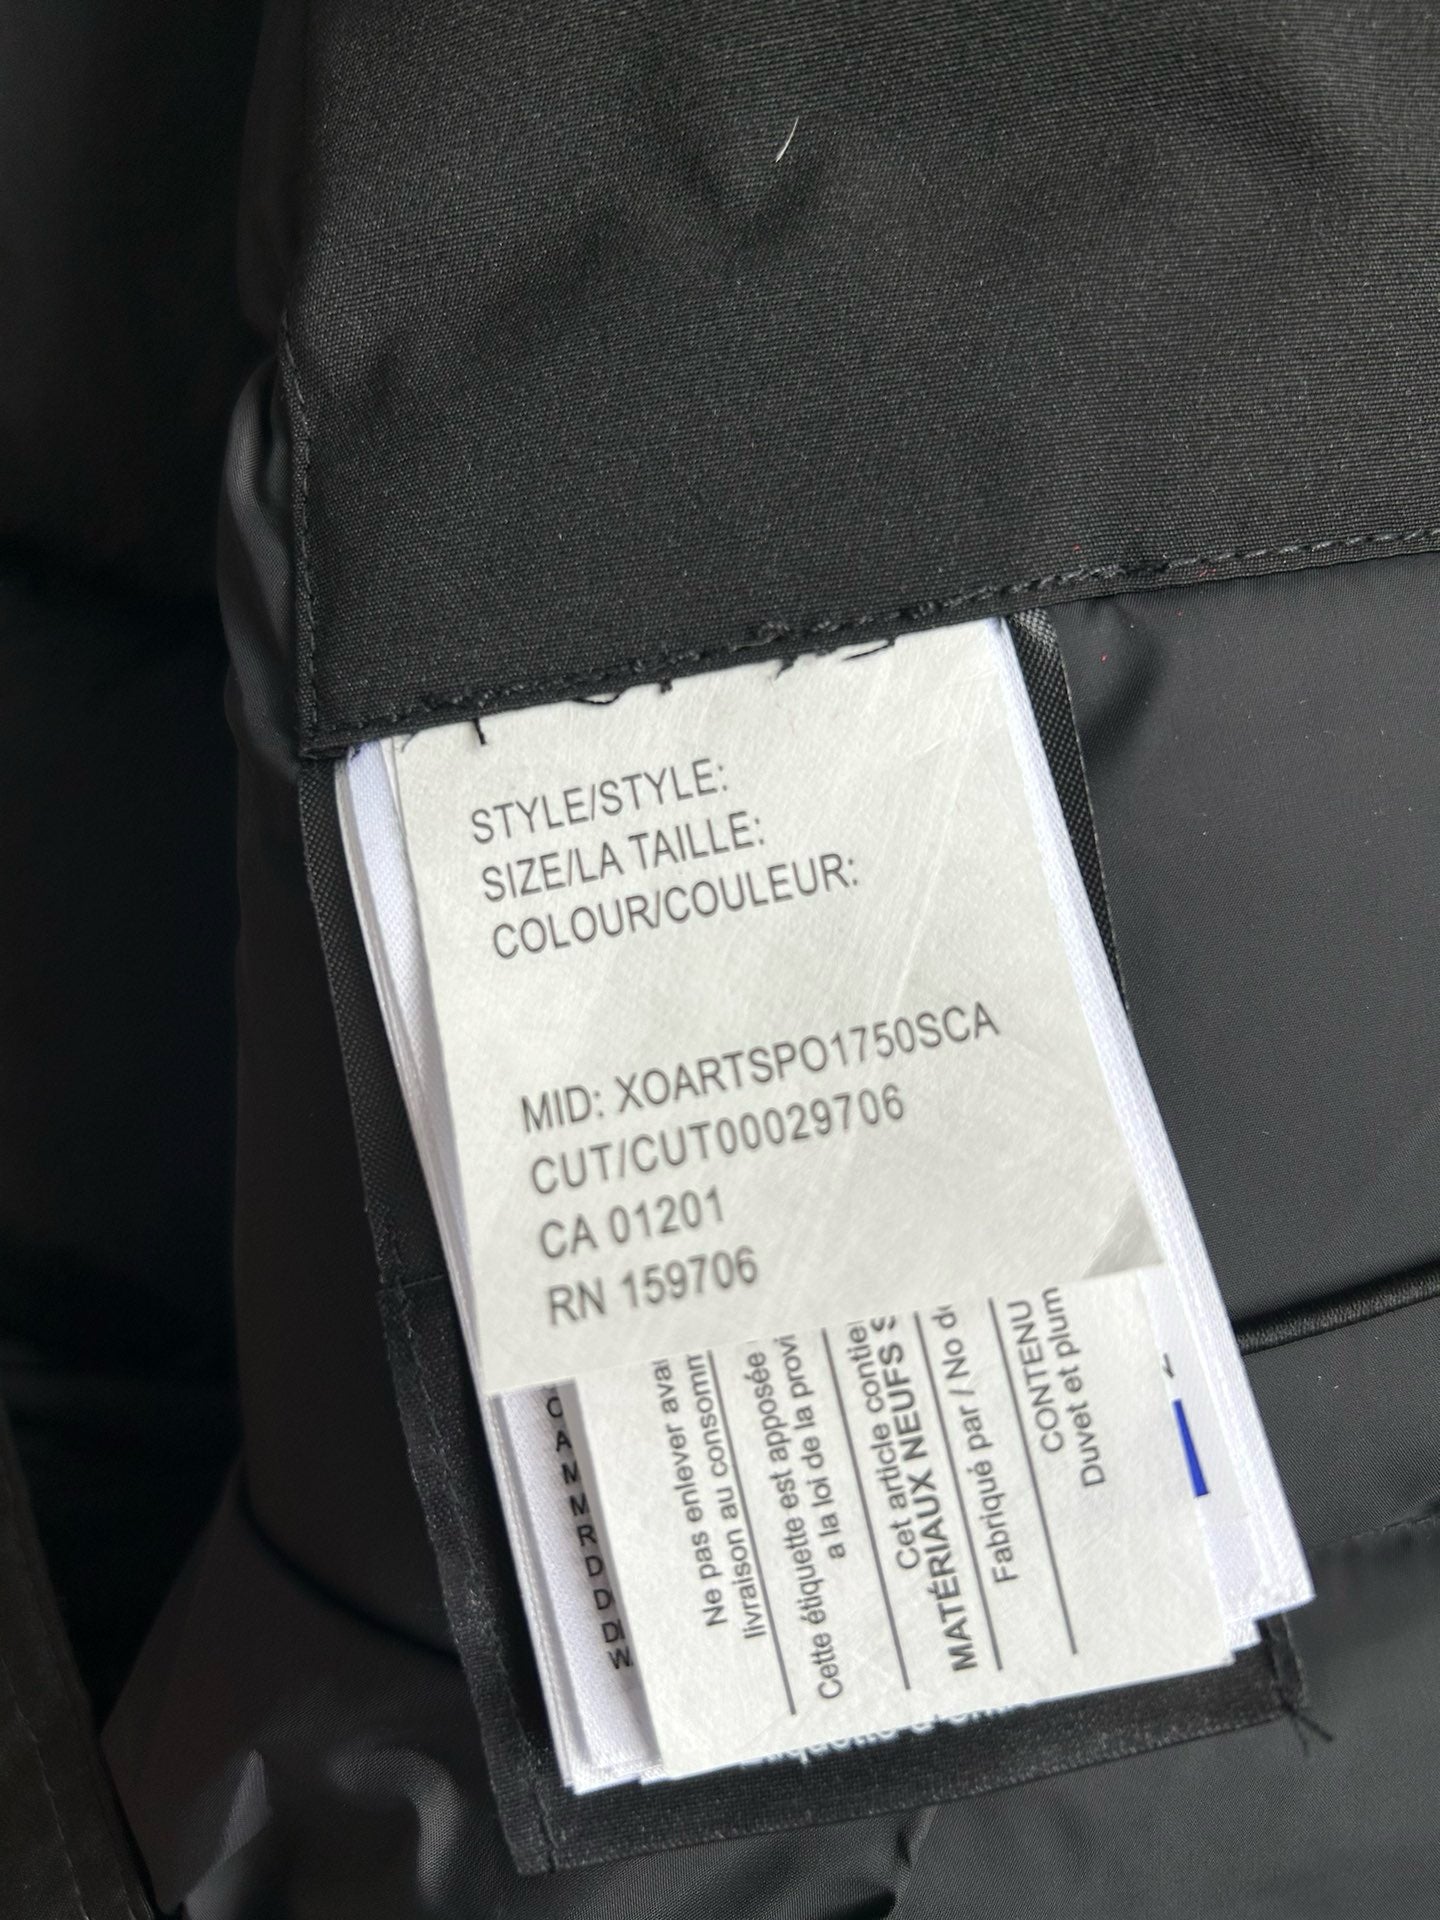 STYLE/STYLE:
SIZE/LA TAILLE:
COLOUR/COULEUR:
MID: XOARTSPO1750SCA
CUT/CUT00029706
CA 01201
RN 159706
Ne pas enlever avai
livraison au consomm
Cette étiquette est apposée
a la loi de la provi
Cet article contie
MATÉRIAUX NEUFS S
Fabriqué par / No d
CONTENU
Duvet et plum
C
A
M
M
R
D
D
DI
W